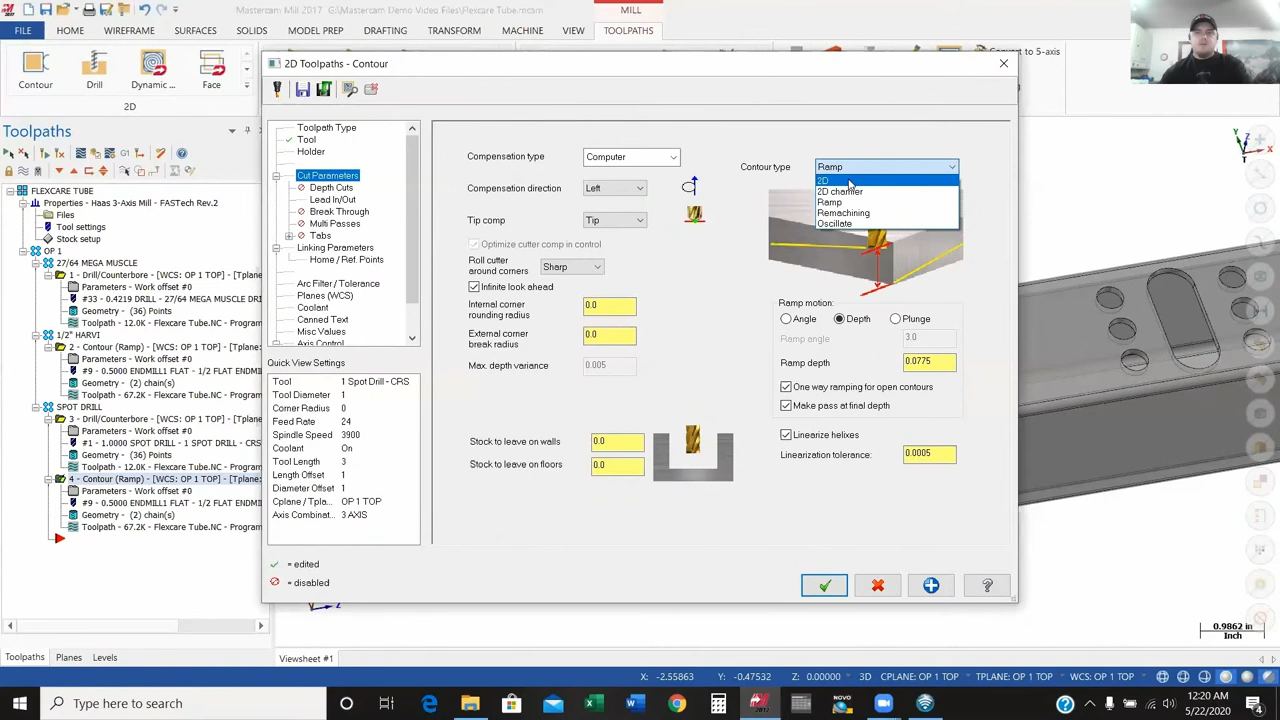 Mastercam Mill 2017 G:\Mastercam Demo Video Files\Flexcare Tube.mcam
MILL
FILE HOME WIREFRAME SURFACES SOLIDS MODEL PREP DRAFTING TRANSFORM MACHINE VIEW TOOLPATHS
Contour Drill Dynamic ... Face
Convert to 5-axis
2D
2D Toolpaths - Contour
Toolpaths
FLEXCARE TUBE
Properties - Haas 3-Axis Mill - FASTech Rev.2
Files
Tool settings
Stock setup
OP 1
27/64 MEGA MUSCLE DRILL
1 - Drill/Counterbore - [WCS: OP 1 TOP] - [Tplane:
Parameters - Work offset #0
#33 - 0.4219 DRILL - 27/64 MEGA MUSCLE
Geometry - (36) Points
Toolpath - 12.0K - Flexcare Tube.NC - Program
1/2" HARVI
2 - Contour (Ramp) - [WCS: OP 1 TOP] - [Tplane:
Parameters - Work offset #0
#9 - 0.5000 ENDMILL1 FLAT - 1/2 FLAT ENDMIL
Geometry - (2) chain(s)
Toolpath - 67.2K - Flexcare Tube.NC - Program
SPOT DRILL
3 - Drill/Counterbore - [WCS: OP 1 TOP] - [Tplane:
Parameters - Work offset #0
#1 - 1.0000 SPOT DRILL - 1 SPOT DRILL - CRS
Geometry - (36) Points
Toolpath - 12.0K - Flexcare Tube.NC - Program
4 - Contour (Ramp) - [WCS: OP 1 TOP] - [Tplane:
Parameters - Work offset #0
#9 - 0.5000 ENDMILL1 FLAT - 1/2 FLAT ENDMIL
Geometry - (2) chain(s)
Toolpath - 67.2K - Flexcare Tube.NC - Program
Toolpath Type
Tool
Holder
Cut Parameters
Depth Cuts
Lead In/Out
Break Through
Multi Passes
Tabs
Linking Parameters
Home / Ref. Points
Arc Filter / Tolerance
Planes (WCS)
Coolant
Canned Text
Misc Values
Axis Control
Quick View Settings
Tool 1 Spot Drill - CRS
Tool Diameter 1
Corner Radius 0
Feed Rate 24
Spindle Speed 3900
Coolant On
Tool Length 3
Length Offset 1
Diameter Offset 1
Cplane / Tpla... OP 1 TOP
Axis Combinat... 3 AXIS
= edited
= disabled
Compensation type Computer
Compensation direction Left
Tip comp Tip
Optimize cutter comp in control
Roll cutter
around corners Sharp
Infinite look ahead
Internal corner
rounding radius 0.0
External corner
break radius 0.0
Max. depth variance 0.005
Stock to leave on walls 0.0
Stock to leave on floors 0.0
Contour type Ramp
2D
2D chamfer
Ramp
Remachining
Oscillate
Ramp motion:
Angle Depth Plunge
Ramp angle 3.0
Ramp depth 0.0775
One way ramping for open contours
Make pass at final depth
Linearize helixes
Linearization tolerance: 0.0005
0.9862 in
Inch
Toolpaths Planes Levels
Viewsheet #1
X: -2.55863 Y: -0.47532 Z: 0.00000 3D CPLANE: OP 1 TOP TPLANE: OP 1 TOP WCS: OP 1 TOP
Type here to search
12:20 AM
5/22/2020